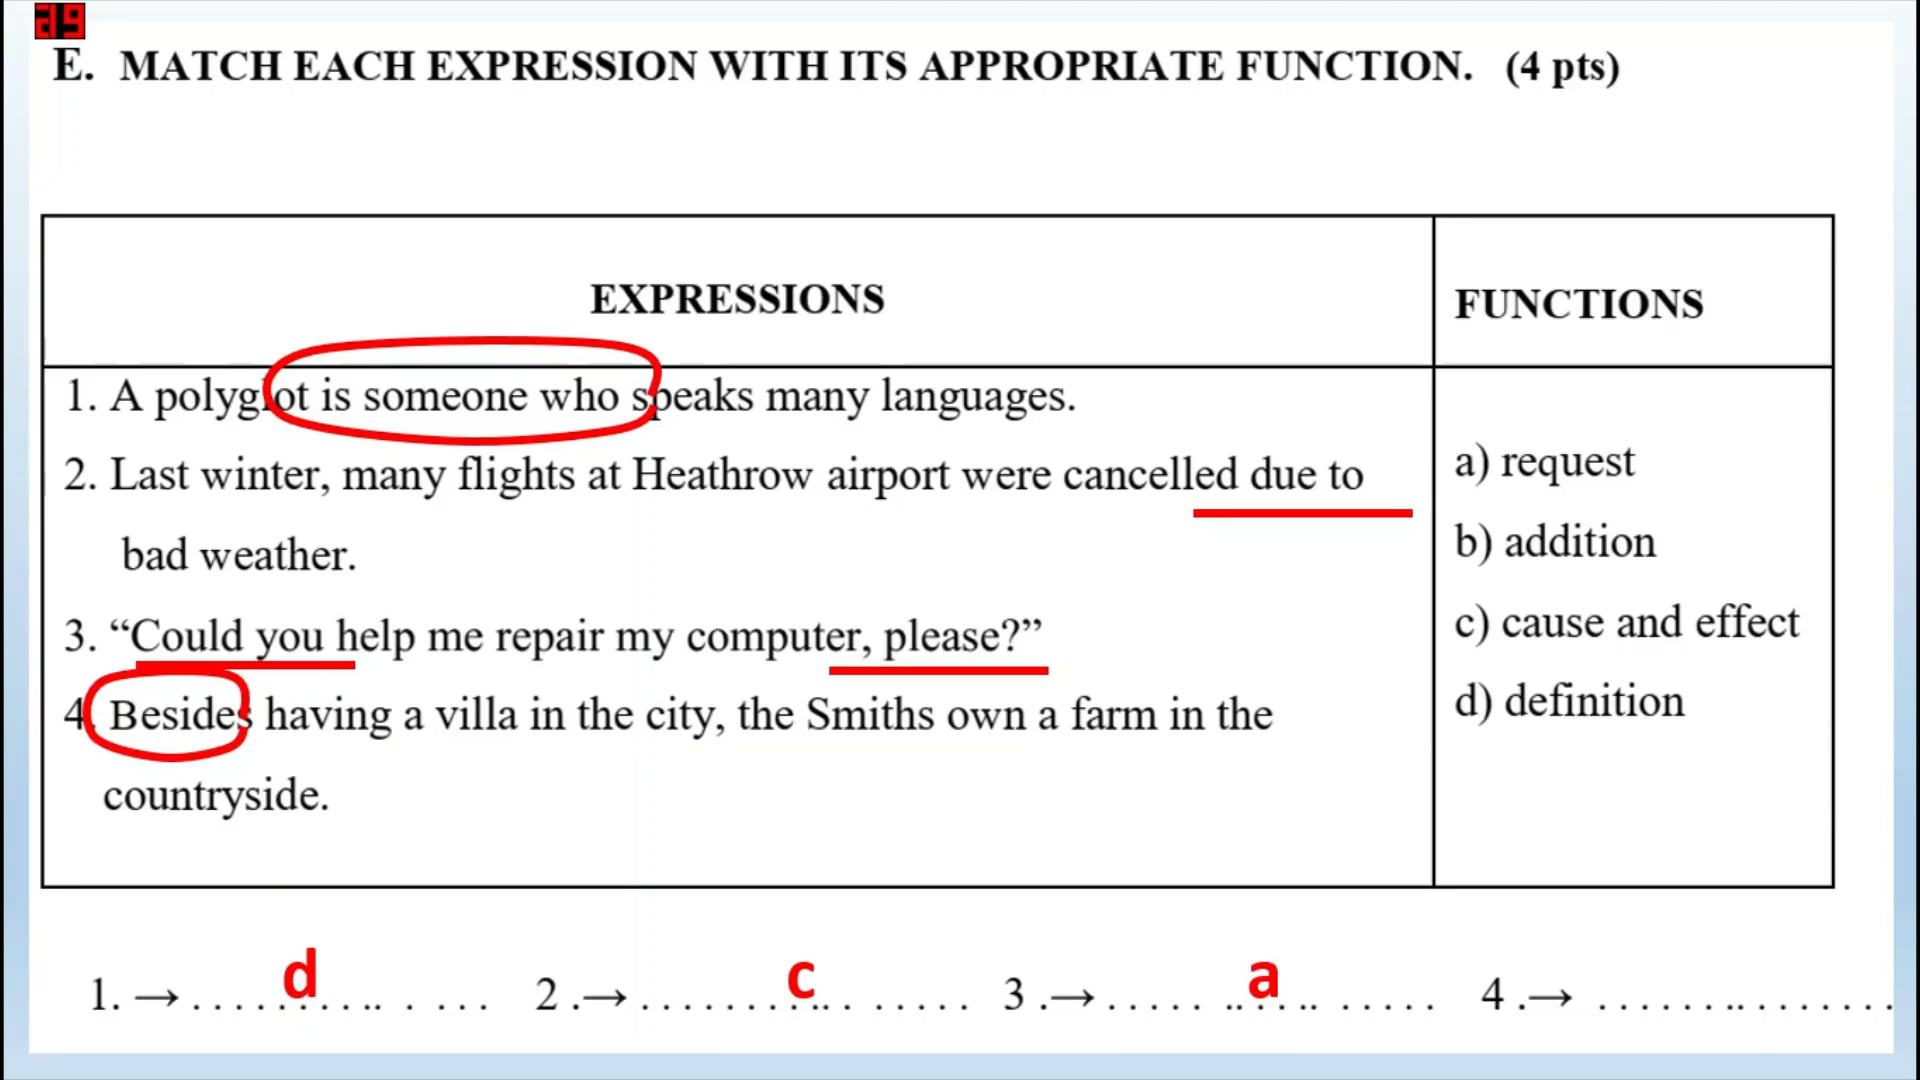 E. MATCH EACH EXPRESSION WITH ITS APPROPRIATE FUNCTION. (4 pts)
EXPRESSIONS
FUNCTIONS
1. A polyglot is someone who speaks many languages.
2. Last winter, many flights at Heathrow airport were cancelled due to
bad weather.
3. “Could you help me repair my computer, please?”
4. Besides having a villa in the city, the Smiths own a farm in the
countryside.
a) request
b) addition
c) cause and effect
d) definition
1. → . . . . . d . . . .. . . . . 2 .→ . . . . . . . c . .. . . . . . . 3 .→ . . . . . .. a . .. . . . . . 4 .→ . . . . . . . .. . . . . . . .